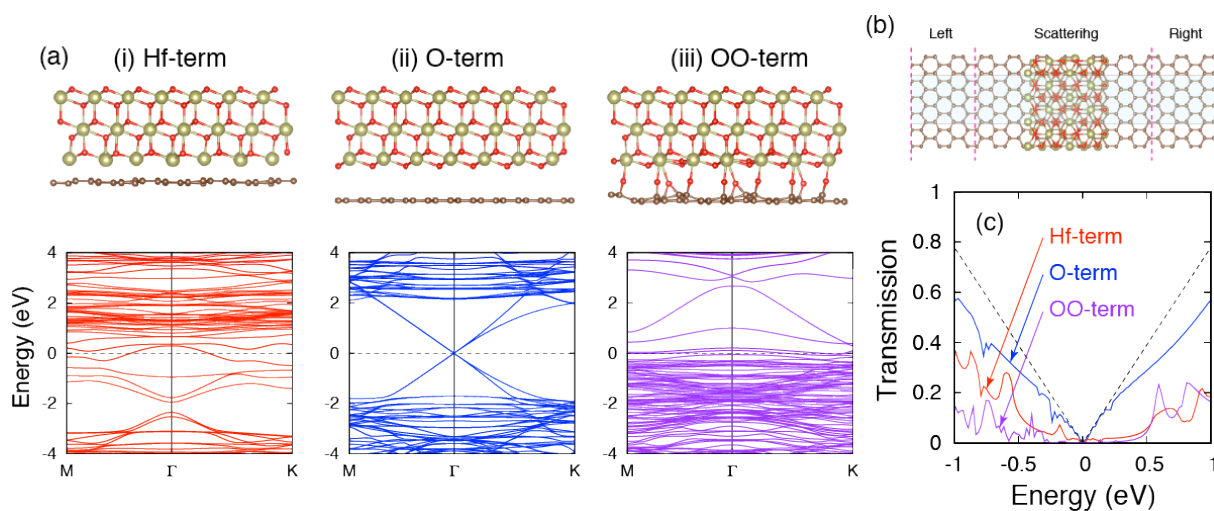 (a)
(i) Hf-term
(ii) O-term
(iii) OO-term
(b)
Left
Scatterihg
Right
Energy (eV)
4
2
0
-2
-4
M
Γ
K
4
2
0
-2
-4
M
Γ
K
4
2
0
-2
-4
M
Γ
K
(c)
Hf-term
O-term
OO-term
Transmission
1
0.8
0.6
0.4
0.2
0
-1
-0.5
0
0.5
1
Energy (eV)